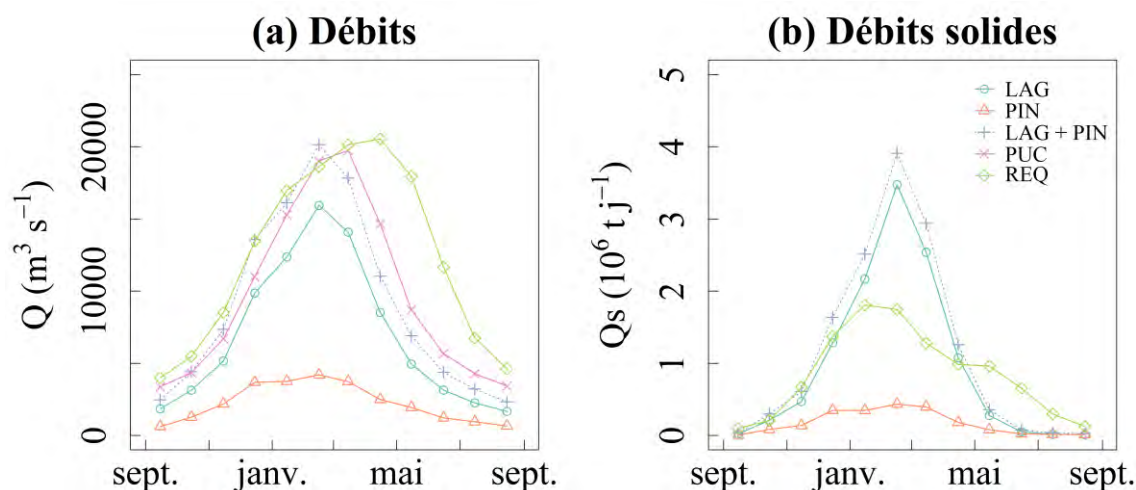 (a) Débits
Q (m³ s⁻¹)
20000
10000
0
sept.
janv.
mai
sept.
(b) Débits solides
Qs (10⁶ t j⁻¹)
5
4
3
2
1
0
LAG
PIN
LAG + PIN
PUC
REQ
sept.
janv.
mai
sept.